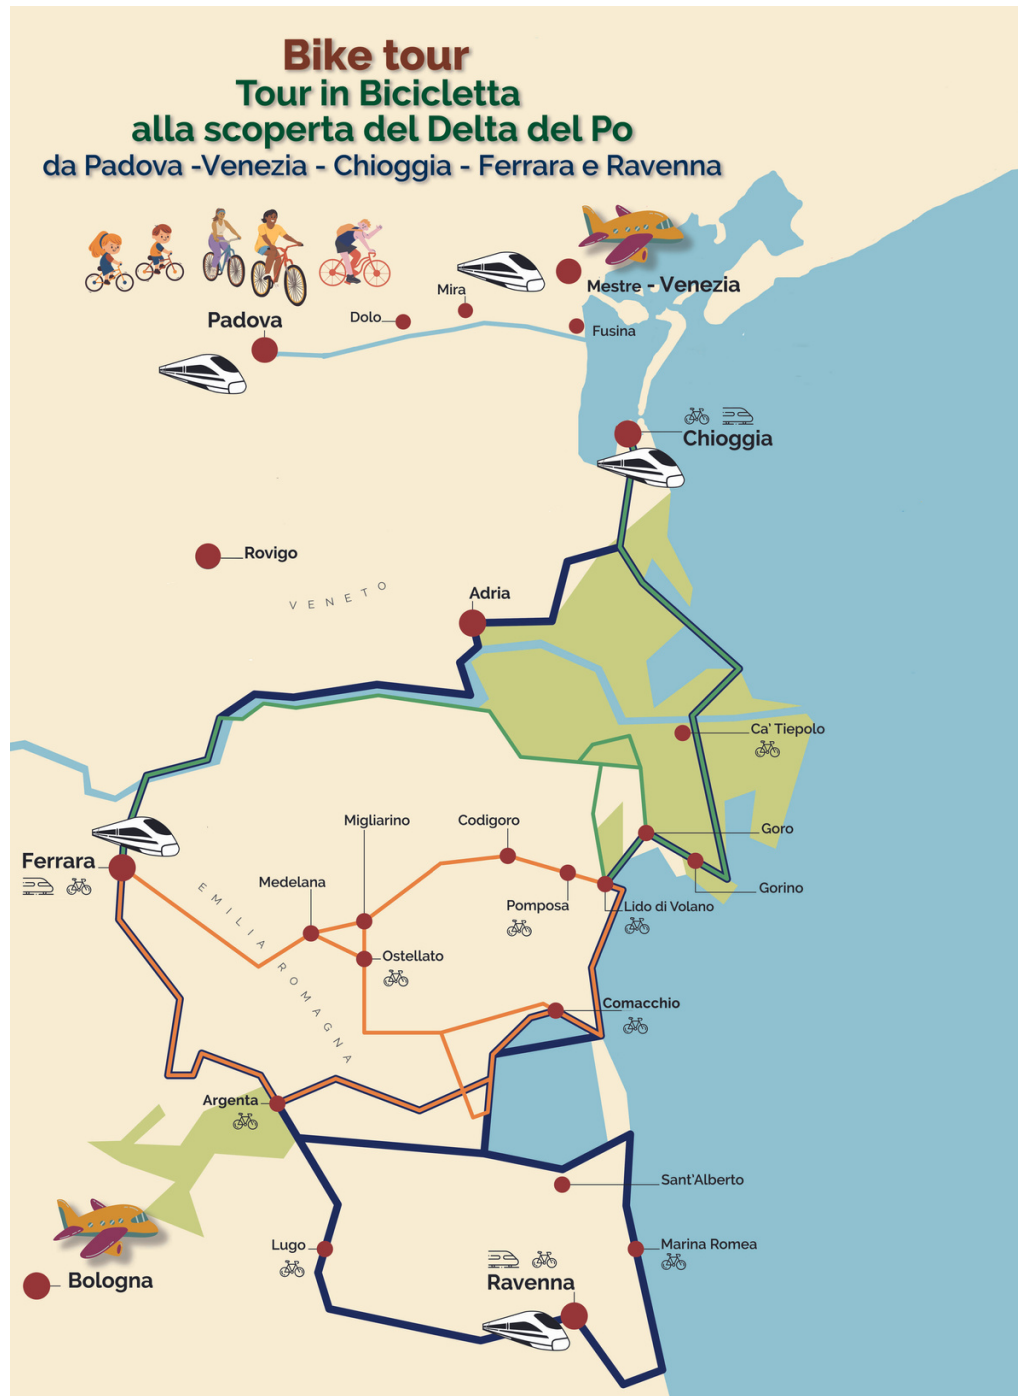 Bike tour
Tour in Bicicletta
alla scoperta del Delta del Po
da Padova -Venezia - Chioggia - Ferrara e Ravenna
Mestre - Venezia
Mira
Padova
Dolo
Fusina
Chioggia
Rovigo
VENETO
Adria
Ca' Tiepolo
Migliarino
Codigoro
Goro
Ferrara
Medelana
Gorino
EMILIA ROMAGNA
Pomposa
Lido di Volano
Ostellato
Comacchio
Argenta
Sant'Alberto
Lugo
Marina Romea
Bologna
Ravenna